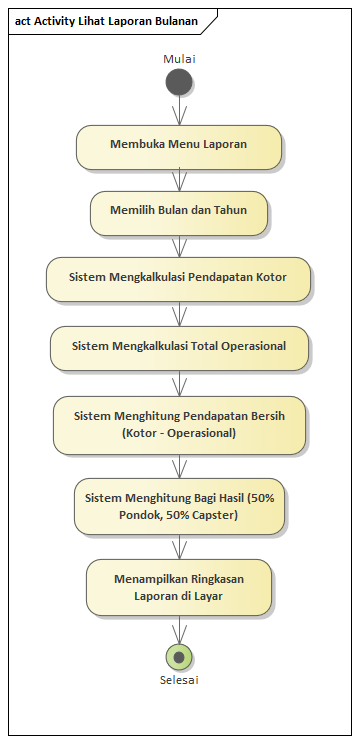 act Activity Lihat Laporan Bulanan
Mulai
Membuka Menu Laporan
Memilih Bulan dan Tahun
Sistem Mengkalkulasi Pendapatan Kotor
Sistem Mengkalkulasi Total Operasional
Sistem Menghitung Pendapatan Bersih
(Kotor - Operasional)
Sistem Menghitung Bagi Hasil (50%
Pondok, 50% Capster)
Menampilkan Ringkasan
Laporan di Layar
Selesai